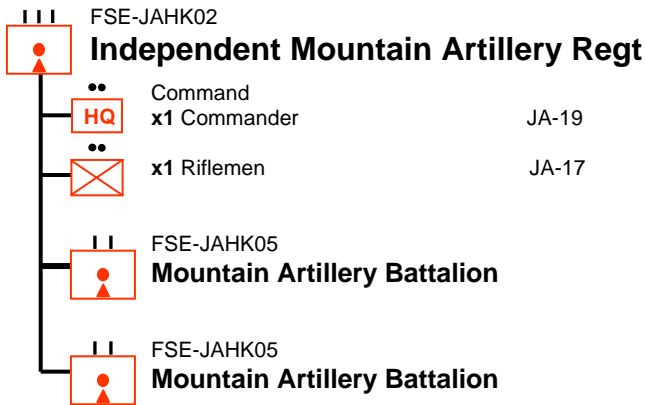 FSE-JAHK02
Independent Mountain Artillery Regt
Command
HQ x1 Commander JA-19
x1 Riflemen JA-17
FSE-JAHK05
Mountain Artillery Battalion
FSE-JAHK05
Mountain Artillery Battalion